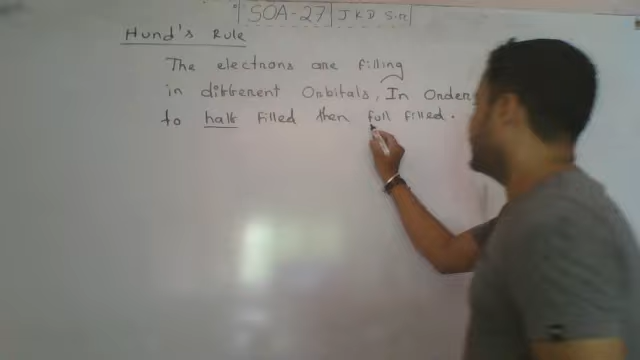 SOA-27 | JKD Sir
Hund's Rule
The electrons are filling
in different Orbitals, In Order
to half filled then full filled.